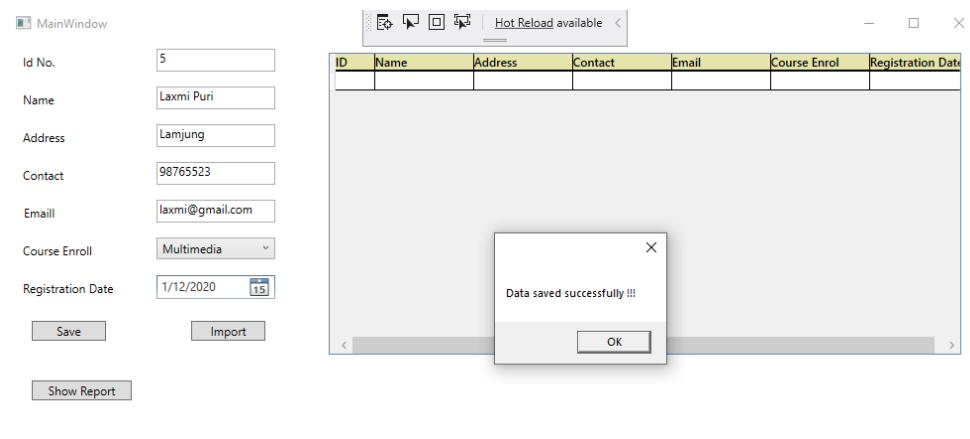 MainWindow
Hot Reload available
Id No. 5
Name Laxmi Puri
Address Lamjung
Contact 98765523
Emaill laxmi@gmail.com
Course Enroll Multimedia
Registration Date 1/12/2020 15
Save Import
Show Report
ID Name Address Contact Email Course Enrol Registration Date
Data saved successfully !!!
OK